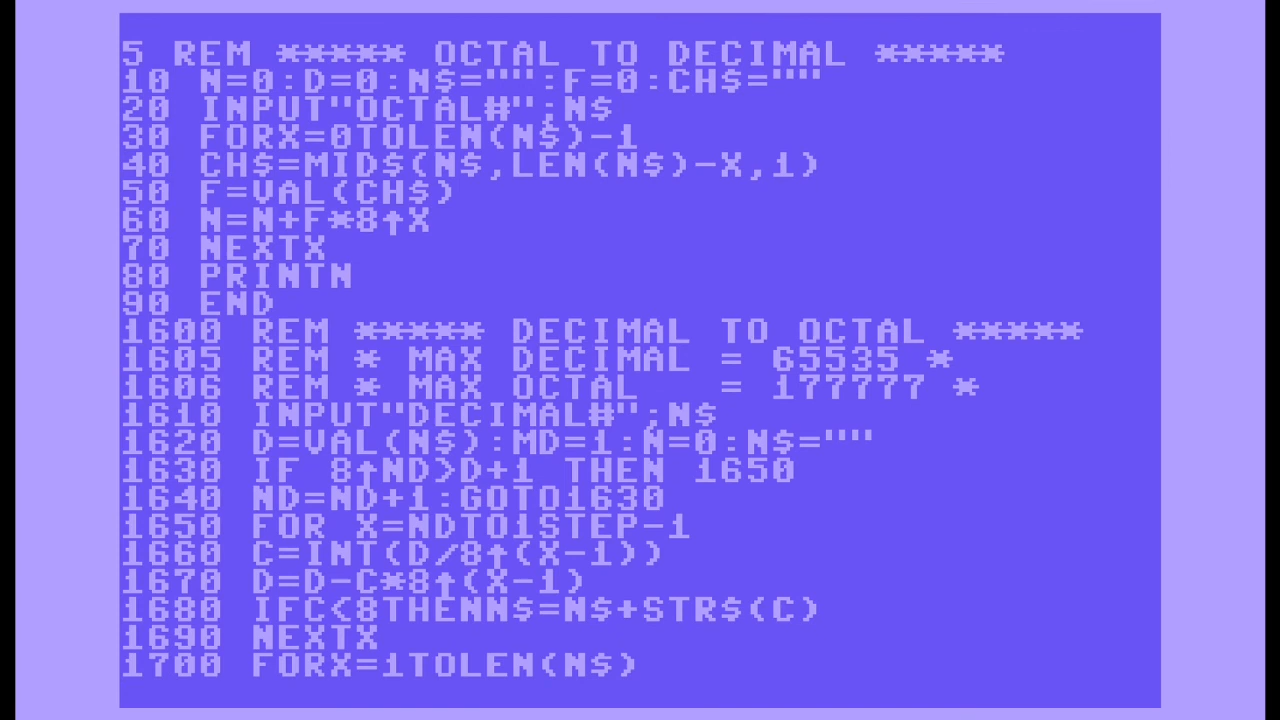 5 REM ***** OCTAL TO DECIMAL *****
10 N=0:D=0:N$="":F=0:CH$=""
20 INPUT"OCTAL#";N$
30 FORX=0TOLEN(N$)-1
40 CH$=MID$(N$,LEN(N$)-X,1)
50 F=VAL(CH$)
60 N=N+F*8↑X
70 NEXTX
80 PRINTN
90 END
1600 REM ***** DECIMAL TO OCTAL *****
1605 REM * MAX DECIMAL = 65535 *
1606 REM * MAX OCTAL   = 177777 *
1610 INPUT"DECIMAL#";N$
1620 D=VAL(N$):MD=1:N=0:N$=""
1630 IF 8↑ND>D+1 THEN 1650
1640 ND=ND+1:GOTO1630
1650 FOR X=NDTO1STEP-1
1660 C=INT(D/8↑(X-1))
1670 D=D-C*8↑(X-1)
1680 IFC<8THENN$=N$+STR$(C)
1690 NEXTX
1700 FORX=1TOLEN(N$)